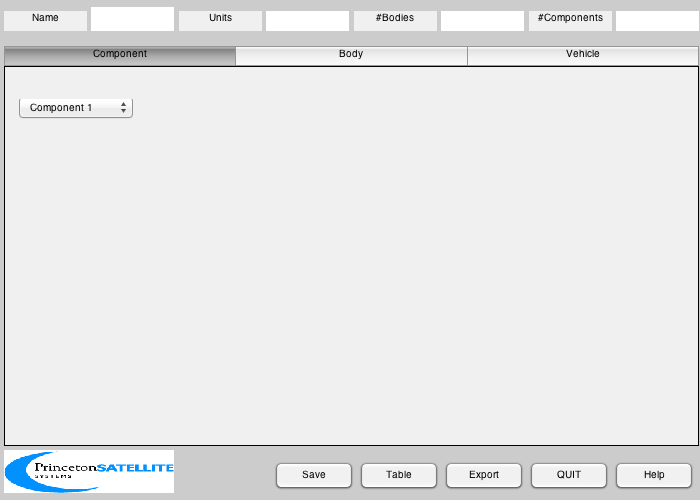 Name Units #Bodies #Components
Component Body Vehicle
Component 1
PrincetonSATELLITE
SYSTEMS
Save Table Export QUIT Help